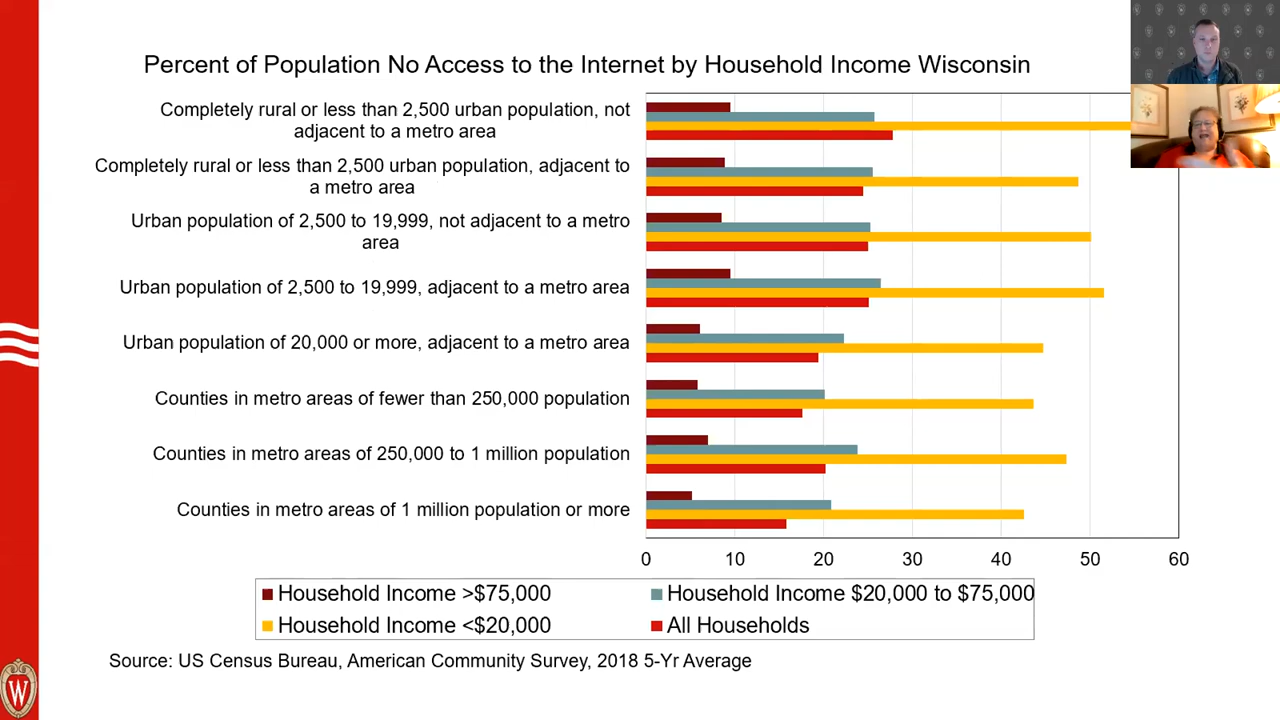 Percent of Population No Access to the Internet by Household Income Wisconsin
Completely rural or less than 2,500 urban population, not
adjacent to a metro area
Completely rural or less than 2,500 urban population, adjacent to
a metro area
Urban population of 2,500 to 19,999, not adjacent to a metro
area
Urban population of 2,500 to 19,999, adjacent to a metro area
Urban population of 20,000 or more, adjacent to a metro area
Counties in metro areas of fewer than 250,000 population
Counties in metro areas of 250,000 to 1 million population
Counties in metro areas of 1 million population or more
0 10 20 30 40 50 60
Household Income >$75,000 Household Income $20,000 to $75,000
Household Income <$20,000 All Households
Source: US Census Bureau, American Community Survey, 2018 5-Yr Average
W